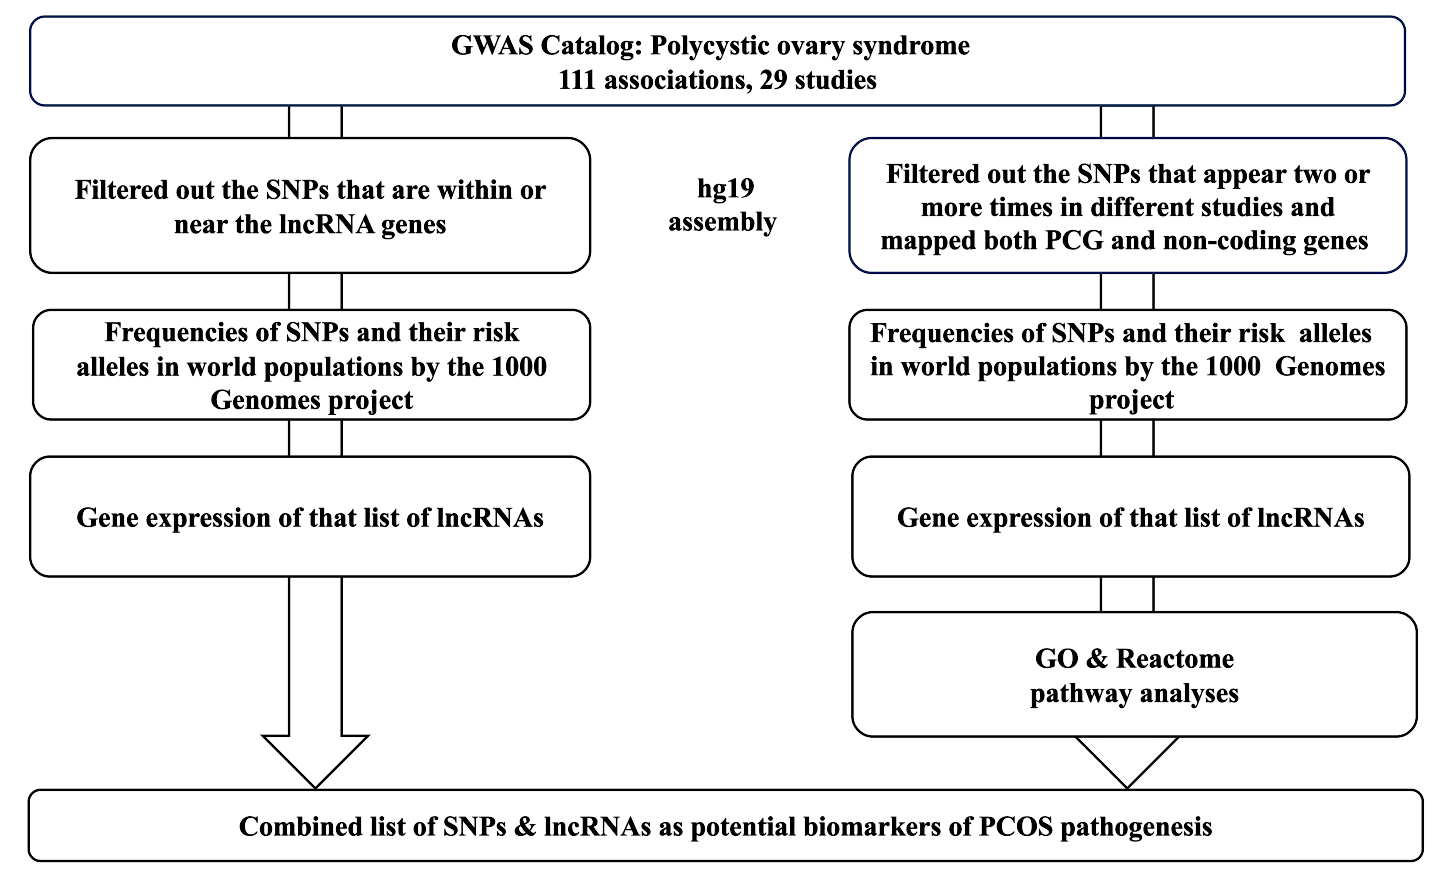 GWAS Catalog: Polycystic ovary syndrome
111 associations, 29 studies
Filtered out the SNPs that are within or
near the lncRNA genes
hg19
assembly
Filtered out the SNPs that appear two or
more times in different studies and
mapped both PCG and non-coding genes
Frequencies of SNPs and their risk
alleles in world populations by the 1000
Genomes project
Frequencies of SNPs and their risk alleles
in world populations by the 1000 Genomes
project
Gene expression of that list of lncRNAs
Gene expression of that list of lncRNAs
GO & Reactome
pathway analyses
Combined list of SNPs & lncRNAs as potential biomarkers of PCOS pathogenesis